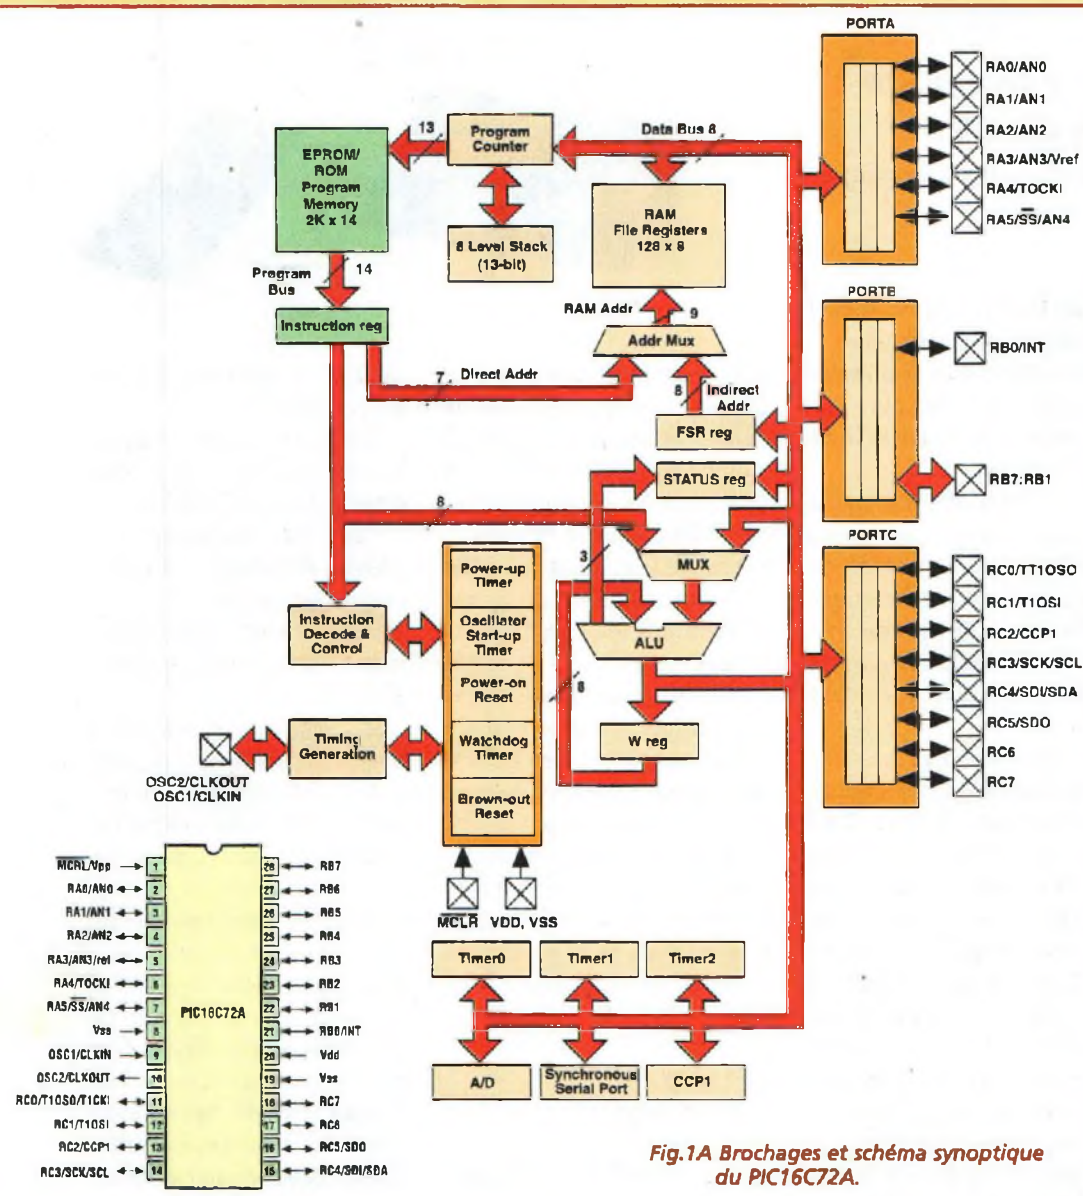 PORTA
RA0/AN0
RA1/AN1
RA2/AN2
RA3/AN3/Vref
RA4/TOCKI
RA5/SS/AN4
EPROM/
ROM
Program
Memory
2K x 14
13
Program
Counter
Data Bus 8
8 Level Stack
(13-bit)
RAM
File Registers
128 x 8
Program
Bus
14
Instruction reg
RAM Addr
9
Addr Mux
7
Direct Addr
8
Indirect
Addr
FSR reg
STATUS reg
PORTB
RB0/INT
RB7:RB1
8
3
MUX
ALU
8
W reg
PORTC
RC0/TT1OSO
RC1/T1OSI
RC2/CCP1
RC3/SCK/SCL
RC4/SDI/SDA
RC5/SDO
RC6
RC7
Power-up
Timer
Oscillator
Start-up
Timer
Power-on
Reset
Watchdog
Timer
Brown-out
Reset
Instruction
Decode &
Control
Timing
Generation
OSC2/CLKOUT
OSC1/CLKIN
MCLR
VDD, VSS
Timer0
Timer1
Timer2
A/D
Synchronous
Serial Port
CCP1
MCRL/Vpp 1
RA0/AN0 2
RA1/AN1 3
RA2/AN2 4
RA3/AN3/ref 5
RA4/TOCKI 6
RA5/SS/AN4 7
Vss 8
OSC1/CLKIN 9
OSC2/CLKOUT 10
RC0/T1OSO/T1CKI 11
RC1/T1OSI 12
RC2/CCP1 13
RC3/SCK/SCL 14
PIC16C72A
28 RB7
27 RB6
26 RB5
25 RB4
24 RB3
23 RB2
22 RB1
21 RB0/INT
20 Vdd
19 Vss
18 RC7
17 RC6
16 RC5/SDO
15 RC4/SDI/SDA
Fig.1A Brochages et schéma synoptique
du PIC16C72A.